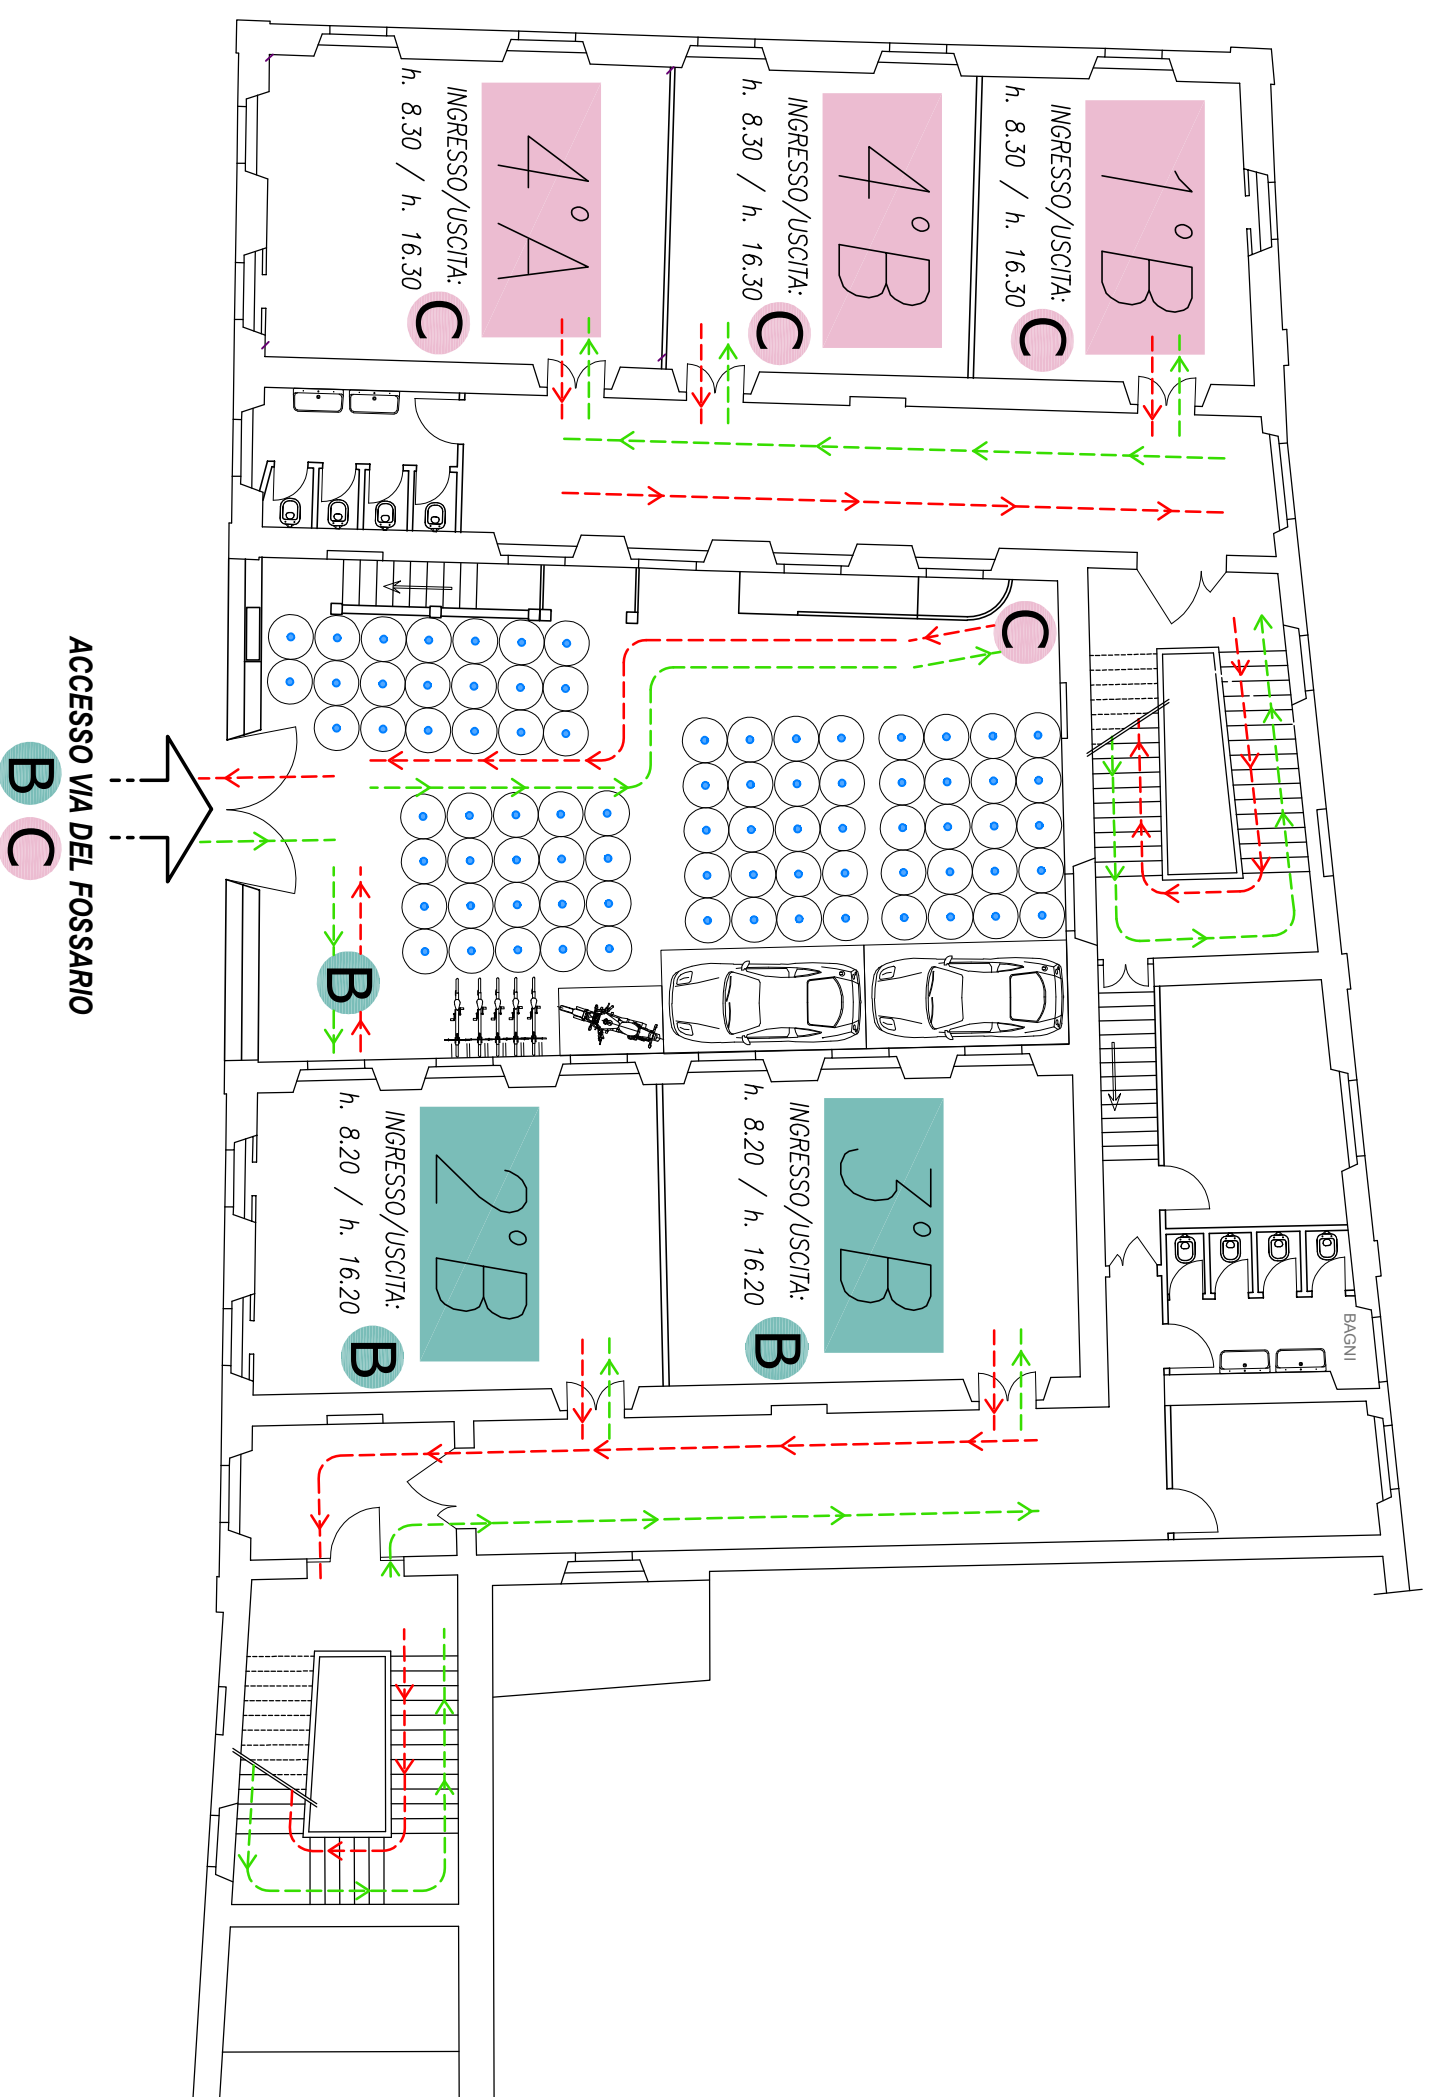 1° B
INGRESSO/USCITA:
C
h. 8.30 / h. 16.30
4° B
INGRESSO/USCITA:
C
h. 8.30 / h. 16.30
4° A
INGRESSO/USCITA:
C
h. 8.30 / h. 16.30
C
B
BAGNI
3° B
INGRESSO/USCITA:
B
h. 8.20 / h. 16.20
2° B
INGRESSO/USCITA:
B
h. 8.20 / h. 16.20
ACCESSO VIA DEL FOSSARIO
B C